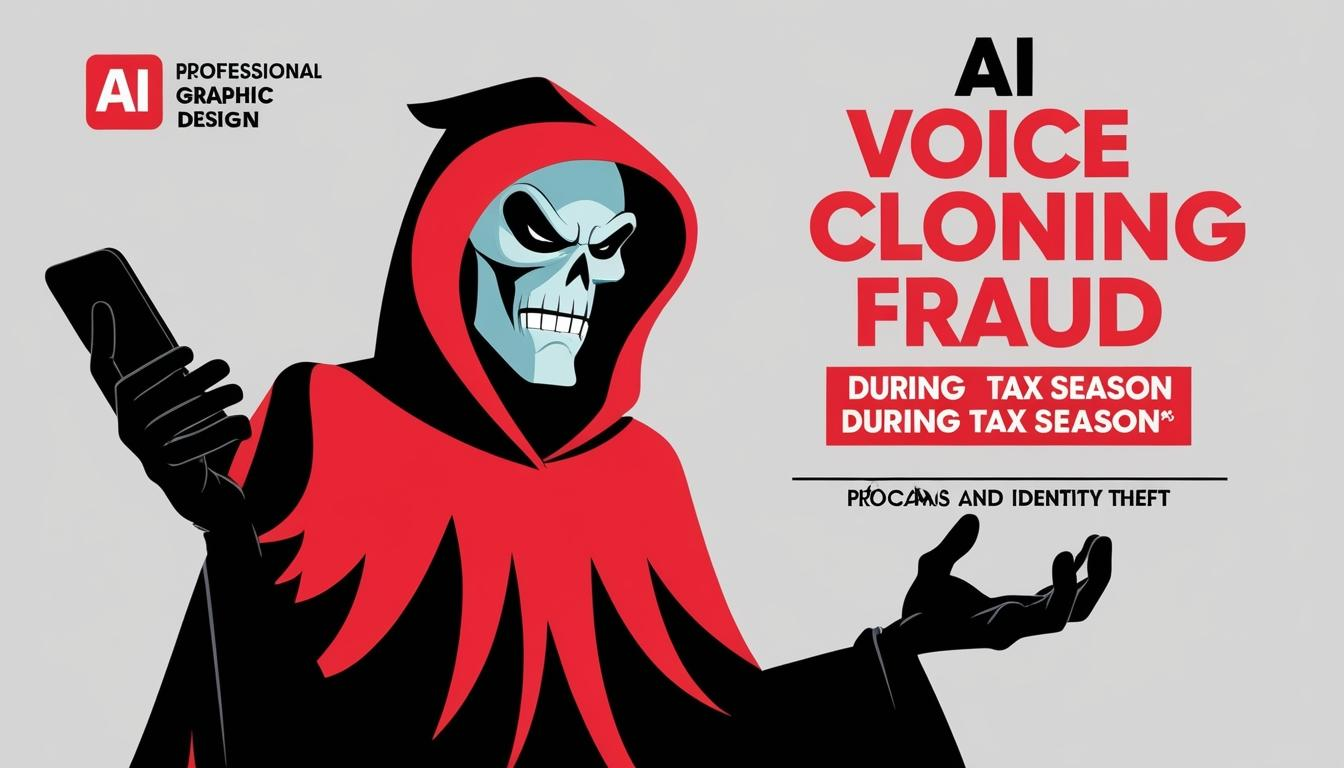 AI
PROFESSIONAL
GRAPHIC
DESIGN
AI
VOICE
CLONING
FRAUD
DURING TAX SEASON
DURING TAX SEASON
AND IDENTITY THEFT